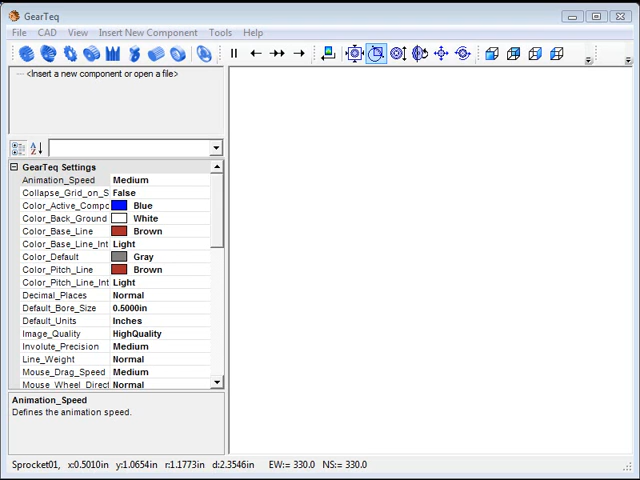 GearTeq
File CAD View Insert New Component Tools Help
<Insert a new component or open a file>
GearTeq Settings
Animation_Speed Medium
Collapse_Grid_on_S False
Color_Active_Compo Blue
Color_Back_Ground White
Color_Base_Line Brown
Color_Base_Line_Int Light
Color_Default Gray
Color_Pitch_Line Brown
Color_Pitch_Line_Int Light
Decimal_Places Normal
Default_Bore_Size 0.5000in
Default_Units Inches
Image_Quality HighQuality
Involute_Precision Medium
Line_Weight Normal
Mouse_Drag_Speed Medium
Mouse_Wheel_Direct Normal
Animation_Speed
Defines the animation speed.
Sprocket01, x:0.5010in y:1.0654in r:1.1773in d:2.3546in EW:= 330.0 NS:= 330.0